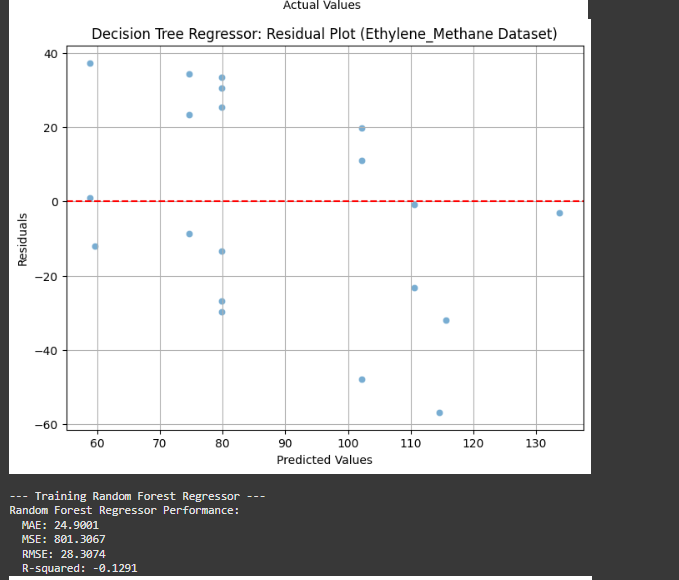 Actual Values
Decision Tree Regressor: Residual Plot (Ethylene_Methane Dataset)
40
20
0
−20
−40
−60
Residuals
60 70 80 90 100 110 120 130
Predicted Values
--- Training Random Forest Regressor ---
Random Forest Regressor Performance:
MAE: 24.9001
MSE: 801.3067
RMSE: 28.3074
R-squared: -0.1291